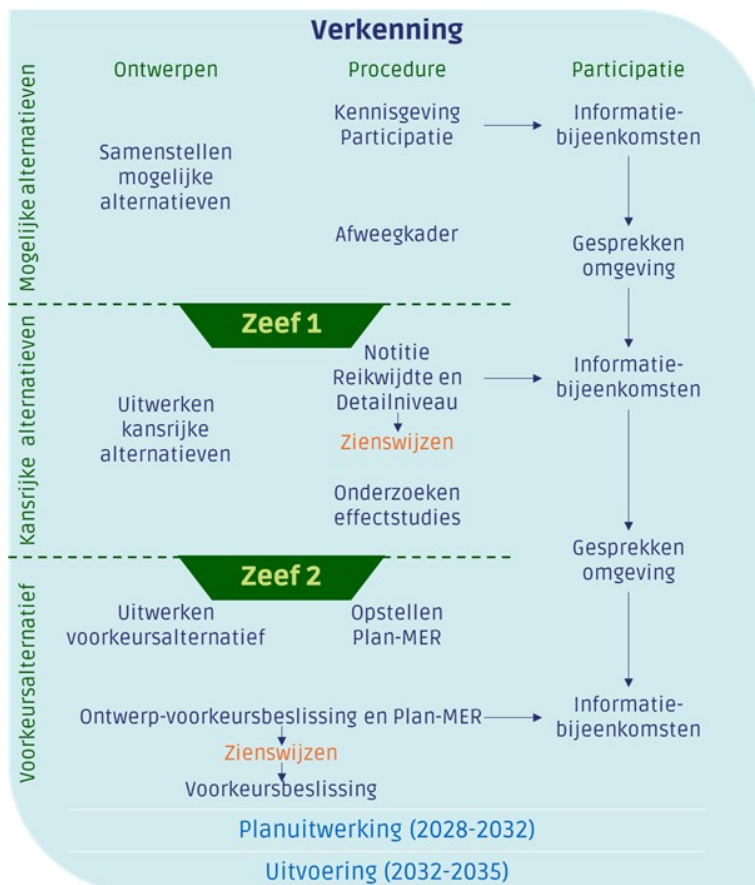 Verkenning
Ontwerpen
Procedure
Participatie
Mogelijke alternatieven
Samenstellen
mogelijke
alternatieven
Kennisgeving
Participatie
Informatie-
bijeenkomsten
Afweegkader
Gesprekken
omgeving
Zeef 1
Kansrijke alternatieven
Uitwerken
kansrijke
alternatieven
Notitie
Reikwijdte en
Detailniveau
Zienswijzen
Informatie-
bijeenkomsten
Onderzoeken
effectstudies
Gesprekken
omgeving
Zeef 2
Voorkeursalternatief
Uitwerken
voorkeursalternatief
Opstellen
Plan-MER
Ontwerp-voorkeursbeslissing en Plan-MER
Informatie-
bijeenkomsten
Zienswijzen
Voorkeursbeslissing
Planuitwerking (2028-2032)
Uitvoering (2032-2035)